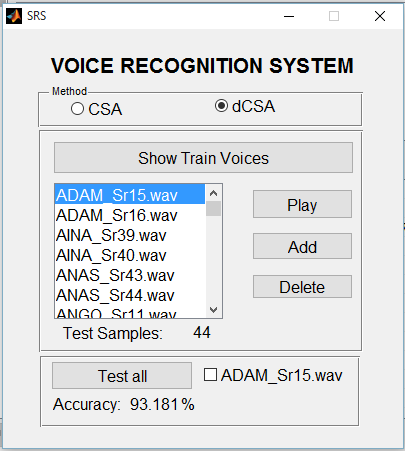 SRS
VOICE RECOGNITION SYSTEM
Method
CSA
dCSA
Show Train Voices
ADAM_Sr15.wav
ADAM_Sr16.wav
AINA_Sr39.wav
AINA_Sr40.wav
ANAS_Sr43.wav
ANAS_Sr44.wav
ANGO_Sr11.wav
Play
Add
Delete
Test Samples: 44
Test all
ADAM_Sr15.wav
Accuracy: 93.181%